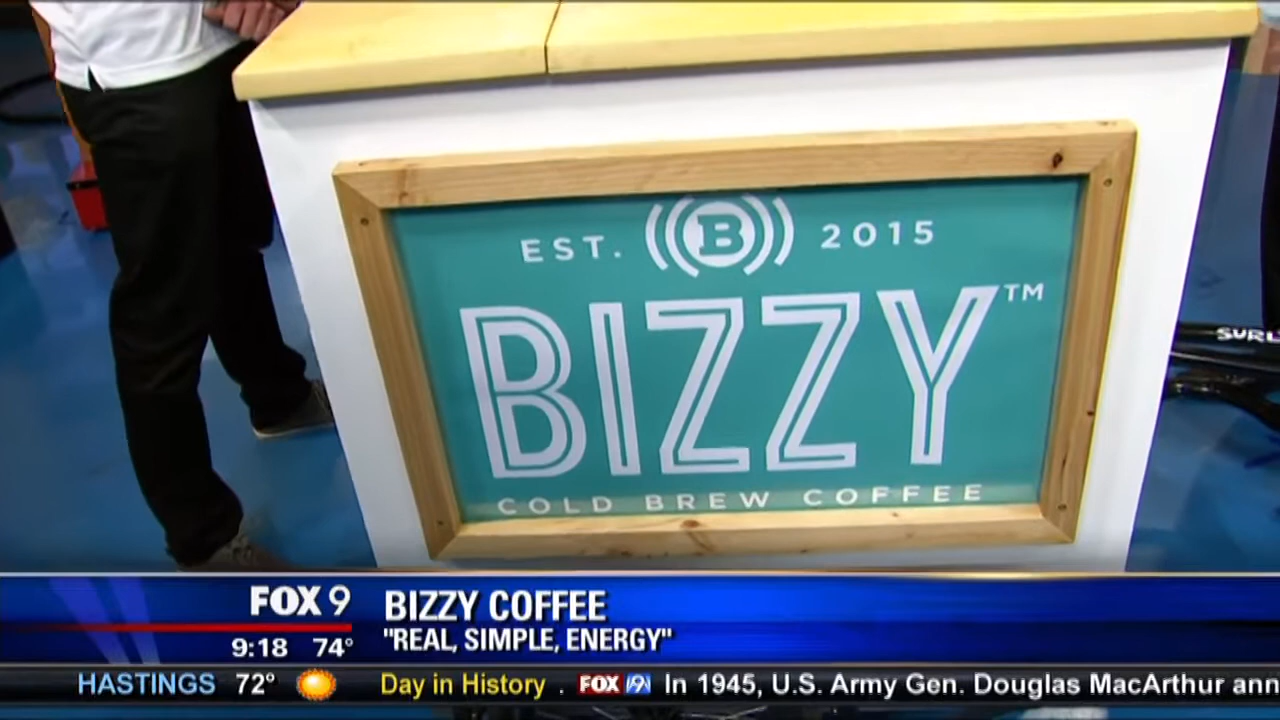 EST. B 2015
BIZZY™
COLD BREW COFFEE
SURL
FOX 9
9:18 74°
BIZZY COFFEE
"REAL, SIMPLE, ENERGY"
HASTINGS 72° Day in History . FOX 9 In 1945, U.S. Army Gen. Douglas MacArthur ann